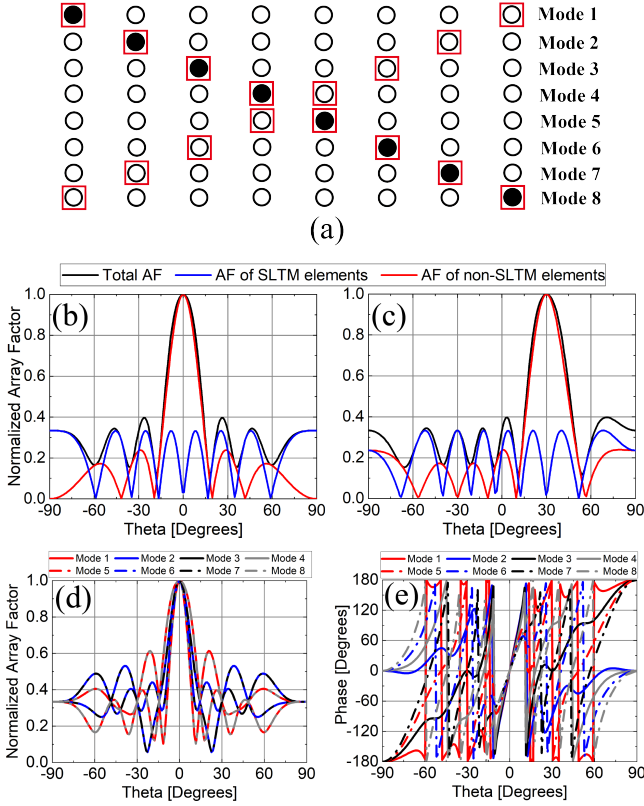 Mode 1
Mode 2
Mode 3
Mode 4
Mode 5
Mode 6
Mode 7
Mode 8
(a)
Total AF AF of SLTM elements AF of non-SLTM elements
(b)
Normalized Array Factor
1.0
0.8
0.6
0.4
0.2
0.0
-90 -60 -30 0 30 60 90
Theta [Degrees]
(c)
1.0
0.8
0.6
0.4
0.2
0.0
-90 -60 -30 0 30 60 90
Theta [Degrees]
Mode 1 Mode 2 Mode 3 Mode 4
Mode 5 Mode 6 Mode 7 Mode 8
(d)
Normalized Array Factor
1.0
0.8
0.6
0.4
0.2
0.0
-90 -60 -30 0 30 60 90
Theta [Degrees]
Mode 1 Mode 2 Mode 3 Mode 4
Mode 5 Mode 6 Mode 7 Mode 8
(e)
Phase [Degrees]
180
120
60
0
-60
-120
-180
-90 -60 -30 0 30 60 90
Theta [Degrees]